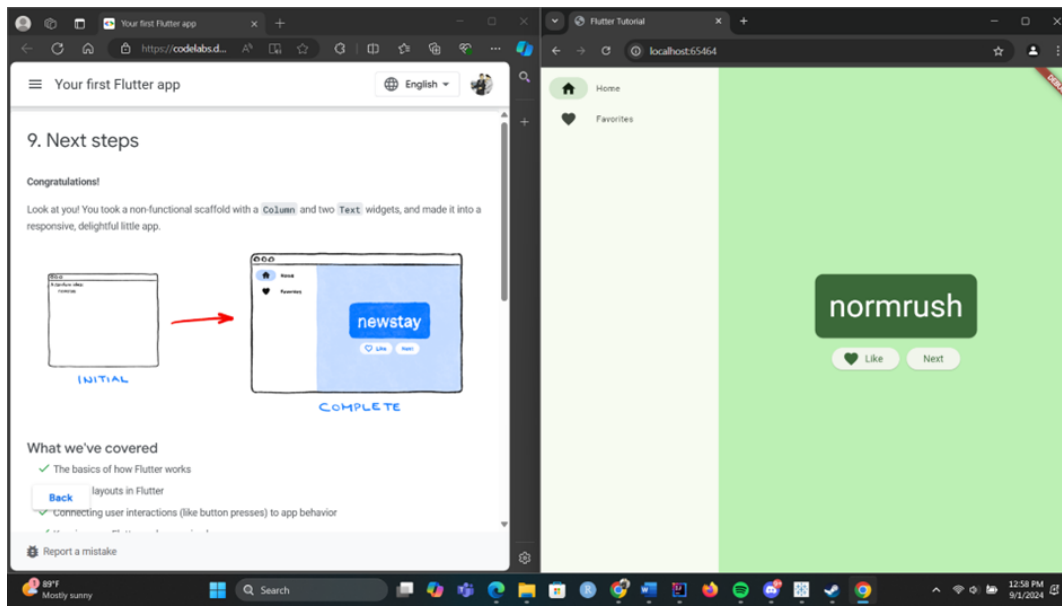 Your first Flutter app
https://codelabs.d...
Your first Flutter app
English
9. Next steps
Congratulations!
Look at you! You took a non-functional scaffold with a Column and two Text widgets, and made it into a
responsive, delightful little app.
INITIAL
Favorites
newstay
Like
Next
COMPLETE
What we've covered
The basics of how Flutter works
layouts in Flutter
Connecting user interactions (like button presses) to app behavior
Back
Report a mistake
Flutter Tutorial
localhost:65464
Home
Favorites
normrush
Like
Next
1
89°F
Mostly sunny
Search
12:58 PM
9/1/2024